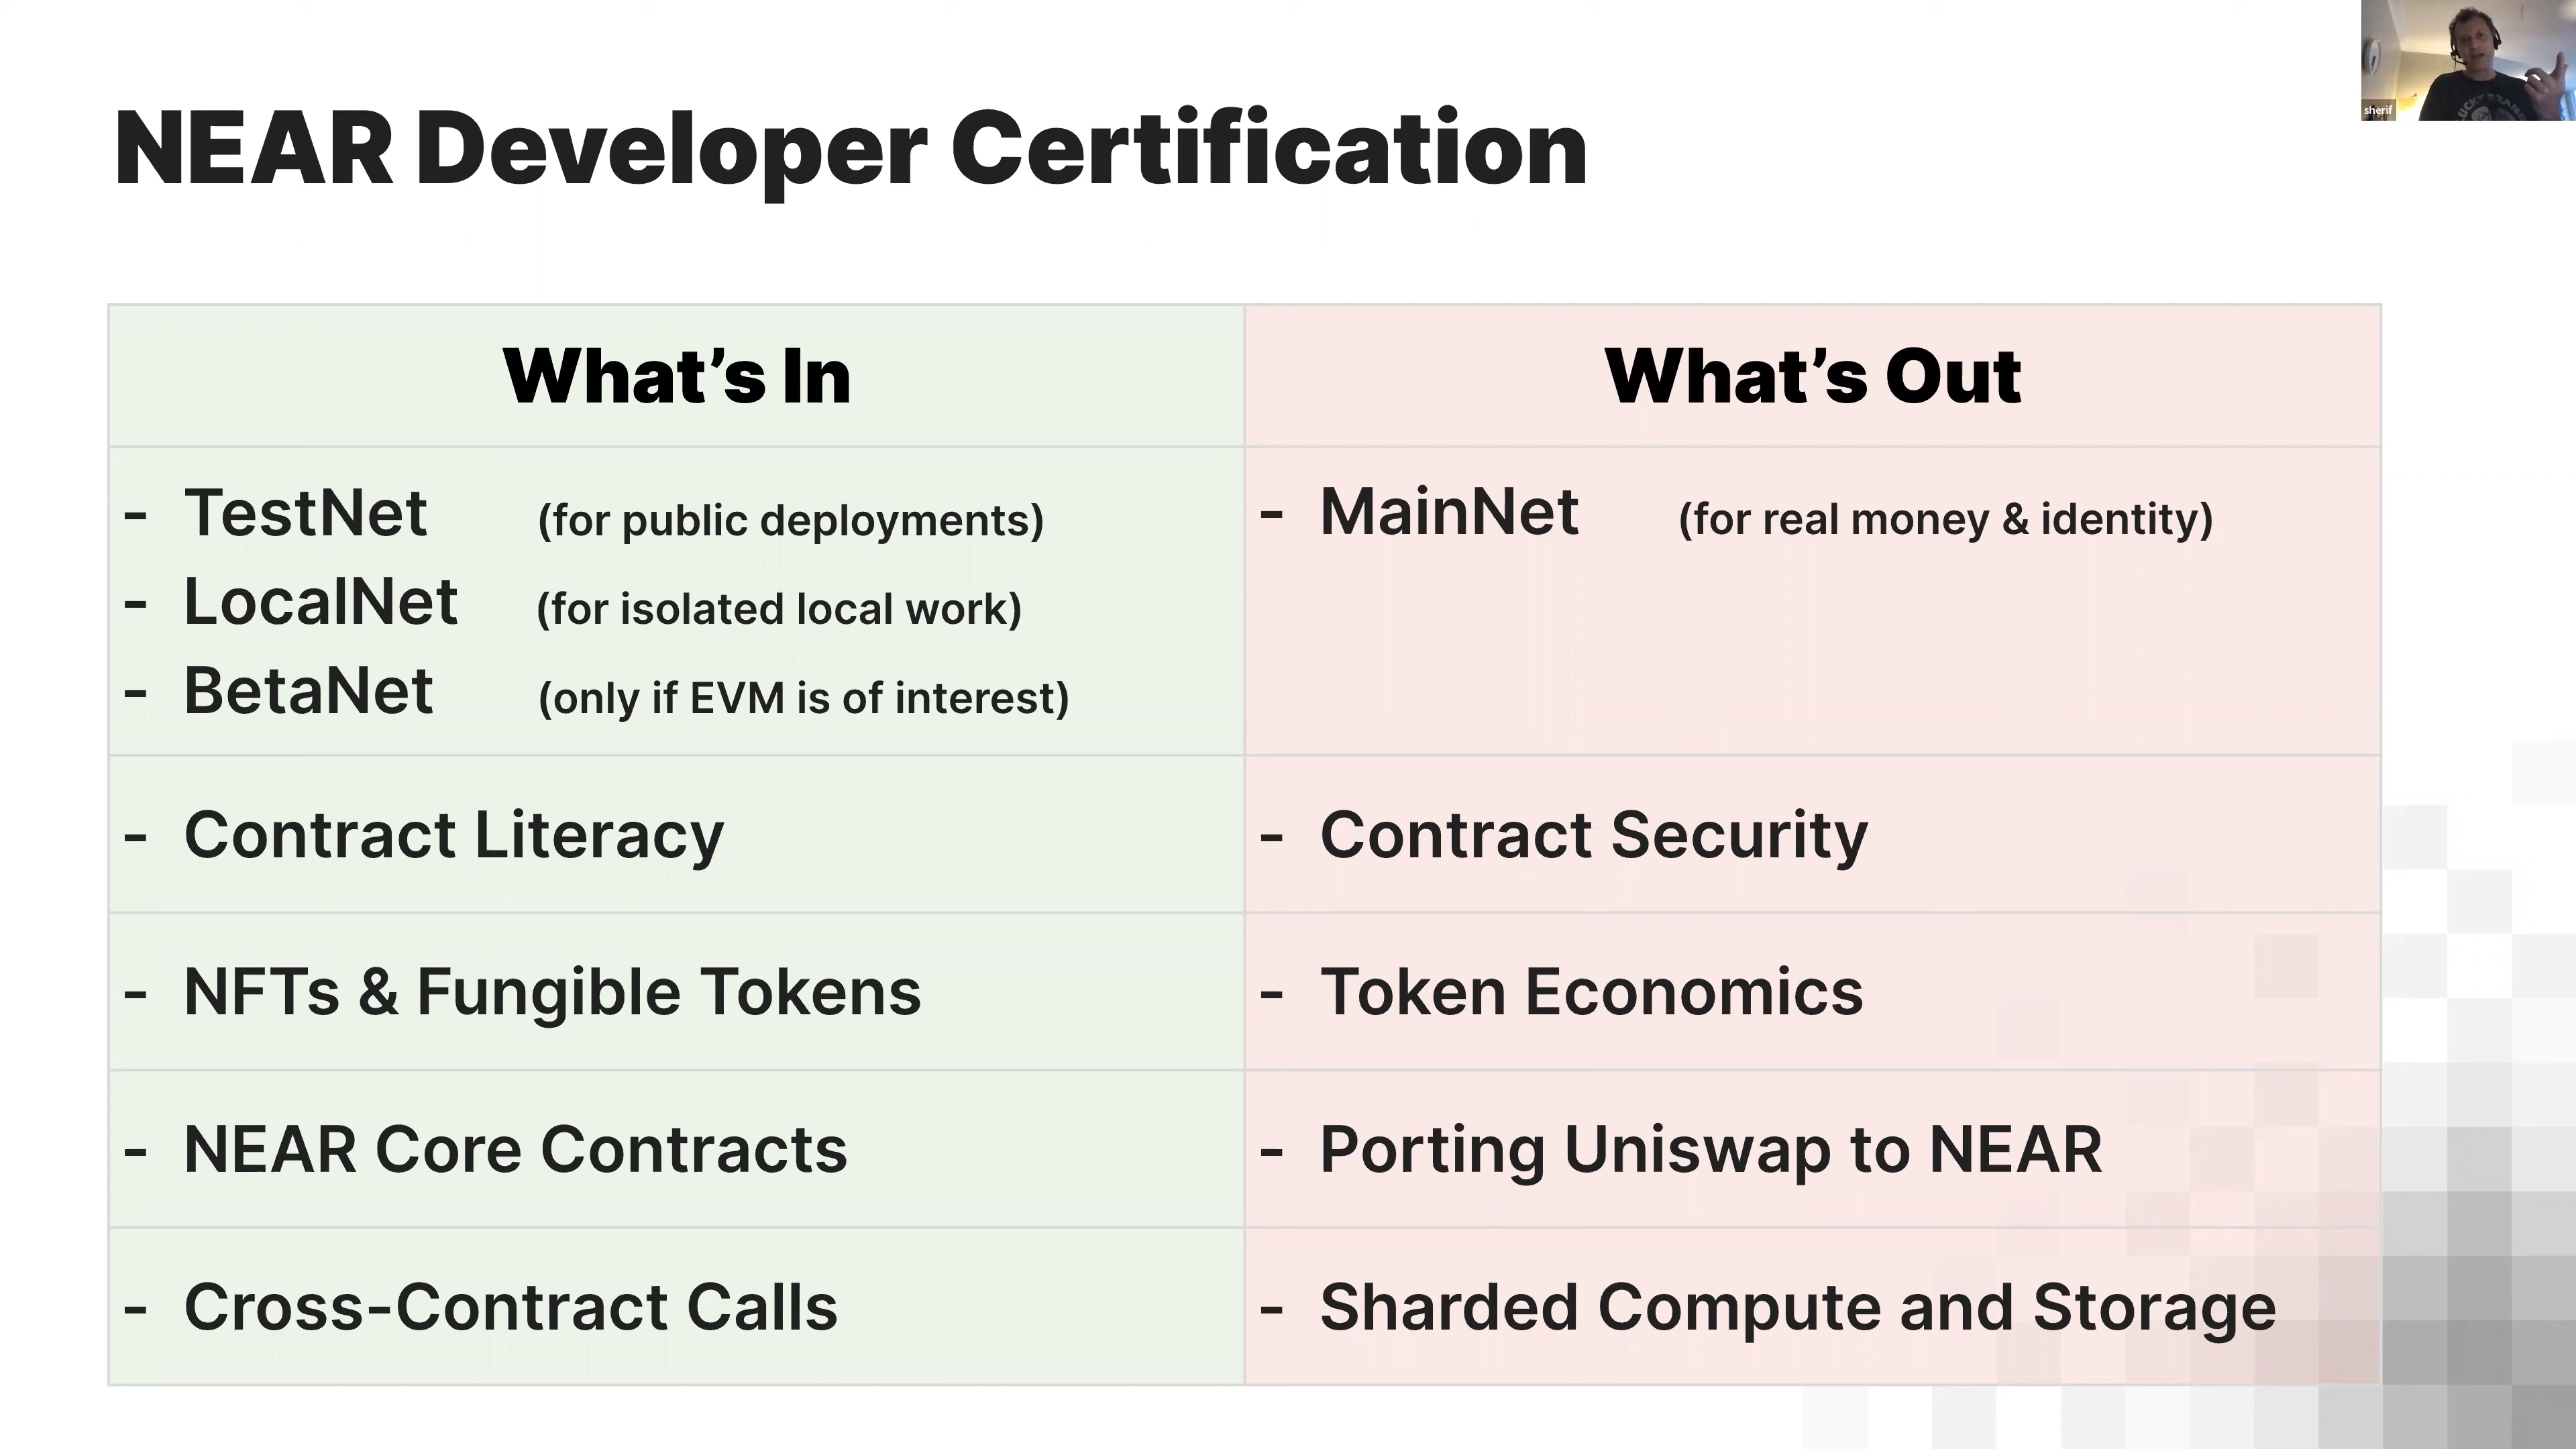 sherif
NEAR Developer Certification
What’s In
What’s Out
- TestNet (for public deployments)
- LocalNet (for isolated local work)
- BetaNet (only if EVM is of interest)
- MainNet (for real money & identity)
- Contract Literacy
- Contract Security
- NFTs & Fungible Tokens
- Token Economics
- NEAR Core Contracts
- Porting Uniswap to NEAR
- Cross-Contract Calls
- Sharded Compute and Storage